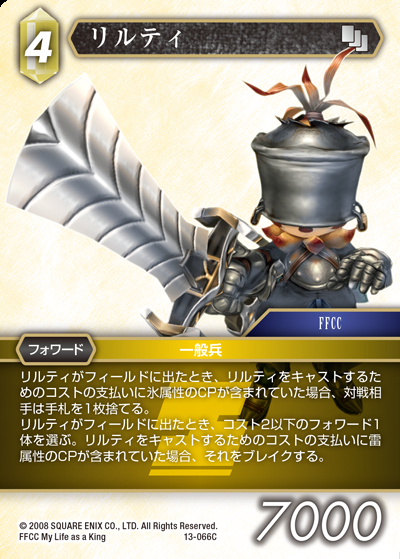 4
リルティ
FFCC
フォワード
一般兵
リルティがフィールドに出たとき、リルティをキャストするた
めのコストの支払いに氷属性のCPが含まれていた場合、対戦相
手は手札を1枚捨てる。
リルティがフィールドに出たとき、コスト2以下のフォワード1
体を選ぶ。リルティをキャストするためのコストの支払いに雷
属性のCPが含まれていた場合、それをブレイクする。
© 2008 SQUARE ENIX CO., LTD. All Rights Reserved.
FFCC My Life as a King
13-066C
7000